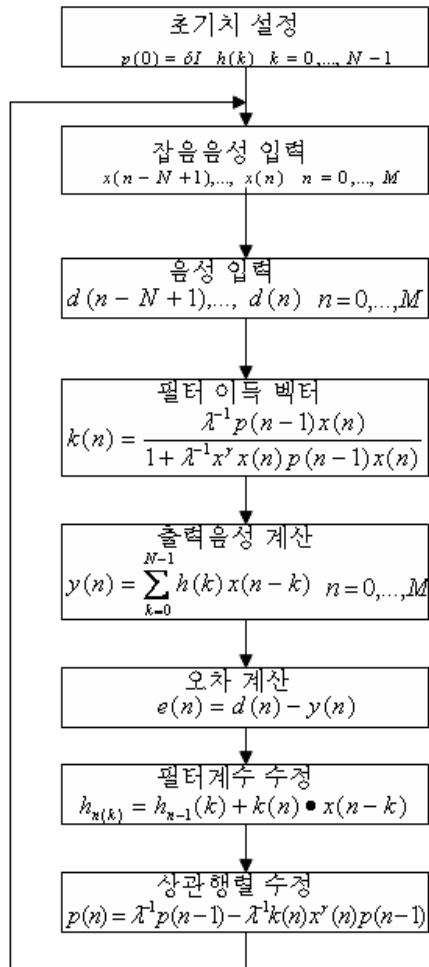 초기치 설정
p(0) = δI h(k) k = 0,..., N − 1
잡음음성 입력
x(n − N + 1),..., x(n) n = 0,..., M
음성 입력
d(n − N + 1),..., d(n) n = 0,...,M
필터 이득 벡터
k(n) = λ⁻¹p(n−1)x(n) / 1 + λ⁻¹xʳx(n)p(n−1)x(n)
출력음성 계산
y(n) = ∑_{k=0}^{N−1} h(k)x(n−k) n = 0,...,M
오차 계산
e(n) = d(n) − y(n)
필터계수 수정
h_{n(k)} = h_{n−1}(k) + k(n) ● x(n−k)
상관행렬 수정
p(n) = λ⁻¹p(n−1) − λ⁻¹k(n)xʳ(n)p(n−1)